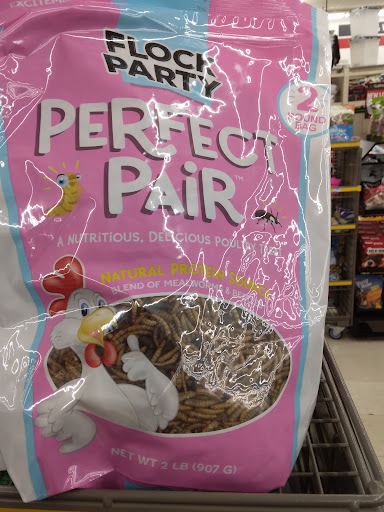 FLOCK
PARTY
PERFECT
PAiR™
2
POUND
BAG
A NUTRITIOUS, DELICIOUS POULTRY
NATURAL PROTEIN SOURCE
BLEND OF MEALWORMS &
NET WT 2 LB (907 G)